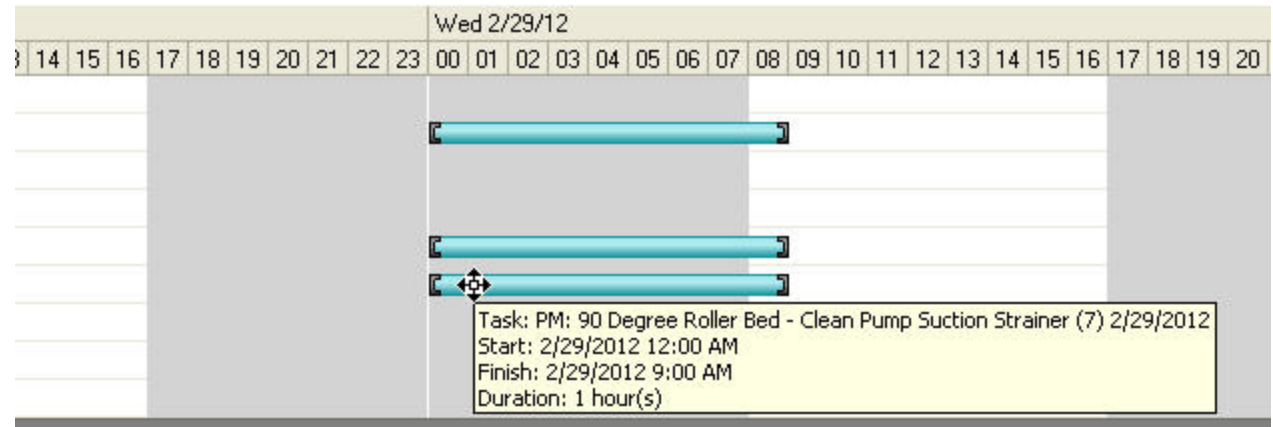 Wed 2/29/12
14 15 16 17 18 19 20 21 22 23 00 01 02 03 04 05 06 07 08 09 10 11 12 13 14 15 16 17 18 19 20
Task: PM: 90 Degree Roller Bed - Clean Pump Suction Strainer (7) 2/29/2012
Start: 2/29/2012 12:00 AM
Finish: 2/29/2012 9:00 AM
Duration: 1 hour(s)